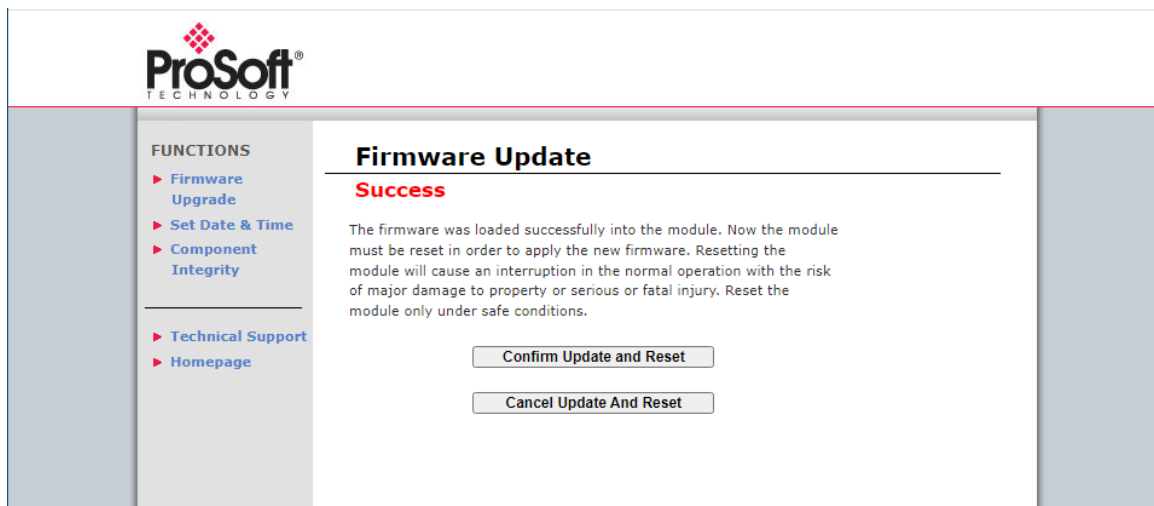 ProSoft®
TECHNOLOGY
FUNCTIONS
Firmware
Upgrade
Set Date & Time
Component
Integrity
Technical Support
Homepage
Firmware Update
Success
The firmware was loaded successfully into the module. Now the module
must be reset in order to apply the new firmware. Resetting the
module will cause an interruption in the normal operation with the risk
of major damage to property or serious or fatal injury. Reset the
module only under safe conditions.
Confirm Update and Reset
Cancel Update And Reset